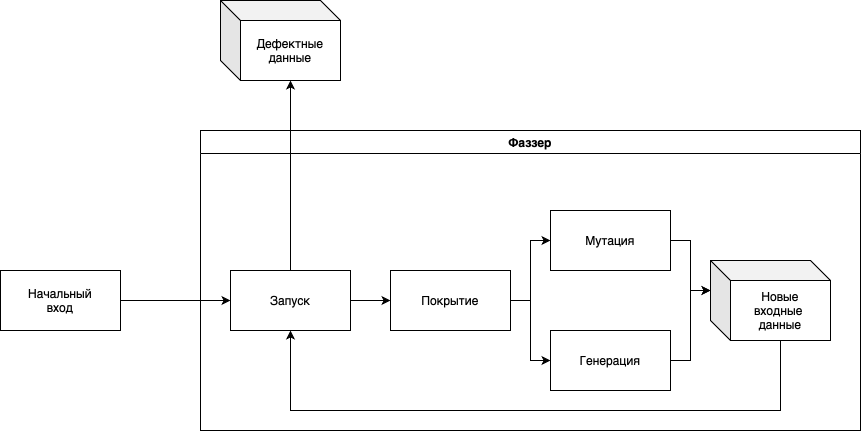 Дефектные
данные
Фаззер
Мутация
Начальный
вход
Запуск
Покрытие
Новые
входные
данные
Генерация